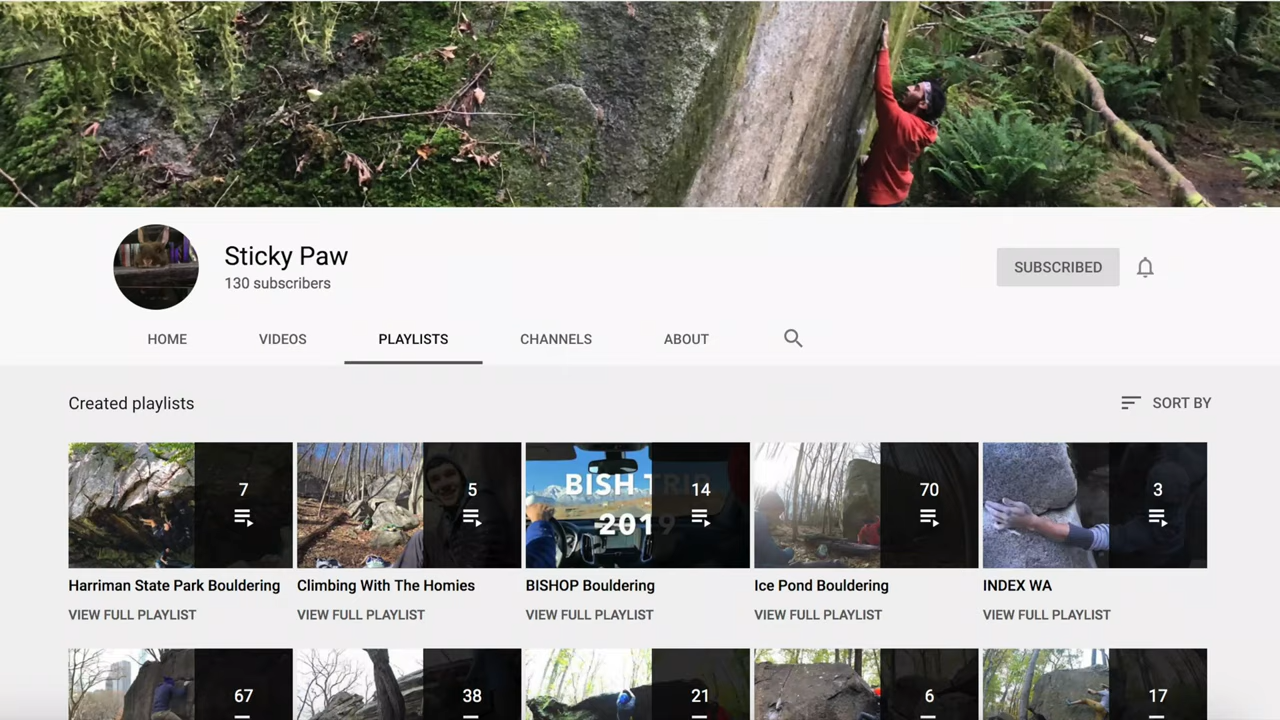 Sticky Paw
130 subscribers
SUBSCRIBED
HOME VIDEOS PLAYLISTS CHANNELS ABOUT
Created playlists
SORT BY
7 5 BISH TRIP 14 70 3
2019
Harriman State Park Bouldering Climbing With The Homies BISHOP Bouldering Ice Pond Bouldering INDEX WA
VIEW FULL PLAYLIST VIEW FULL PLAYLIST VIEW FULL PLAYLIST VIEW FULL PLAYLIST VIEW FULL PLAYLIST
67 38 21 6 17